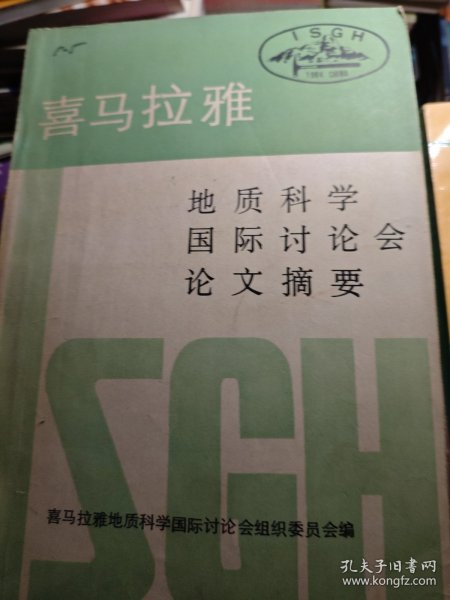 ISGH
1984 CHINA
喜马拉雅
地质科学
国际讨论会
论文摘要
ISGH
喜马拉雅地质科学国际讨论会组织委员会编
孔夫子旧书网
www.kongfz.com